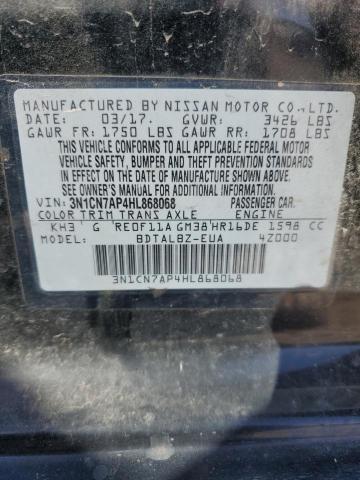 MANUFACTURED BY NISSAN MOTOR CO., LTD.
DATE: 03/17. GVWR: 3426 LBS
GAWR FR: 1750 LBS GAWR RR: 1708 LBS
THIS VEHICLE CONFORMS TO ALL APPLICABLE FEDERAL MOTOR
VEHICLE SAFETY, BUMPER AND THEFT PREVENTION STANDARDS
IN EFFECT ON THE DATE OF MANUFACTURE SHOWN ABOVE.
SEE OWNER'S MANUAL FOR ADDITIONAL INFORMATION.
VIN: 3N1CN7AP4HL868068 PASSENGER CAR.
COLOR TRIM TRANS AXLE ENGINE
KH3 G RE0F11A GM38 HR16DE 1598 CC
MODEL: BDTALBZ-EUA 4Z000
3N1CN7AP4HL868068